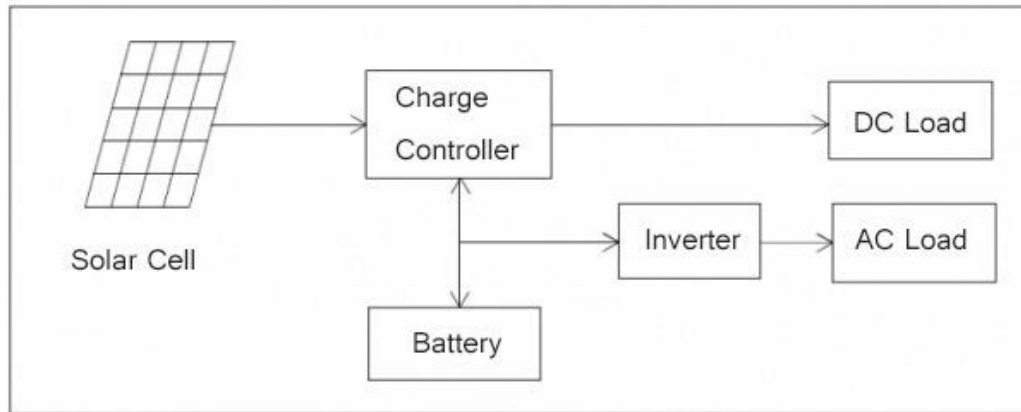 Charge
Controller
DC Load
Solar Cell
Inverter
AC Load
Battery